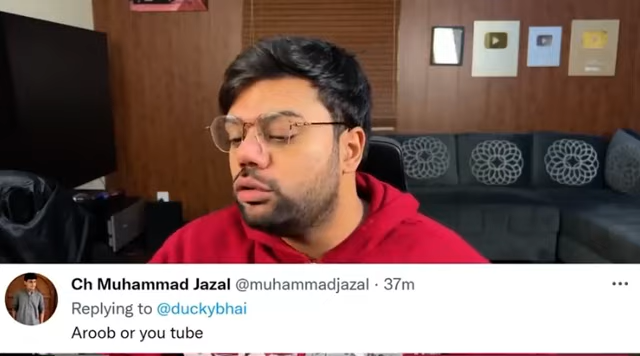 Ch Muhammad Jazal @muhammadjazal · 37m
Replying to @duckybhai
Aroob or you tube